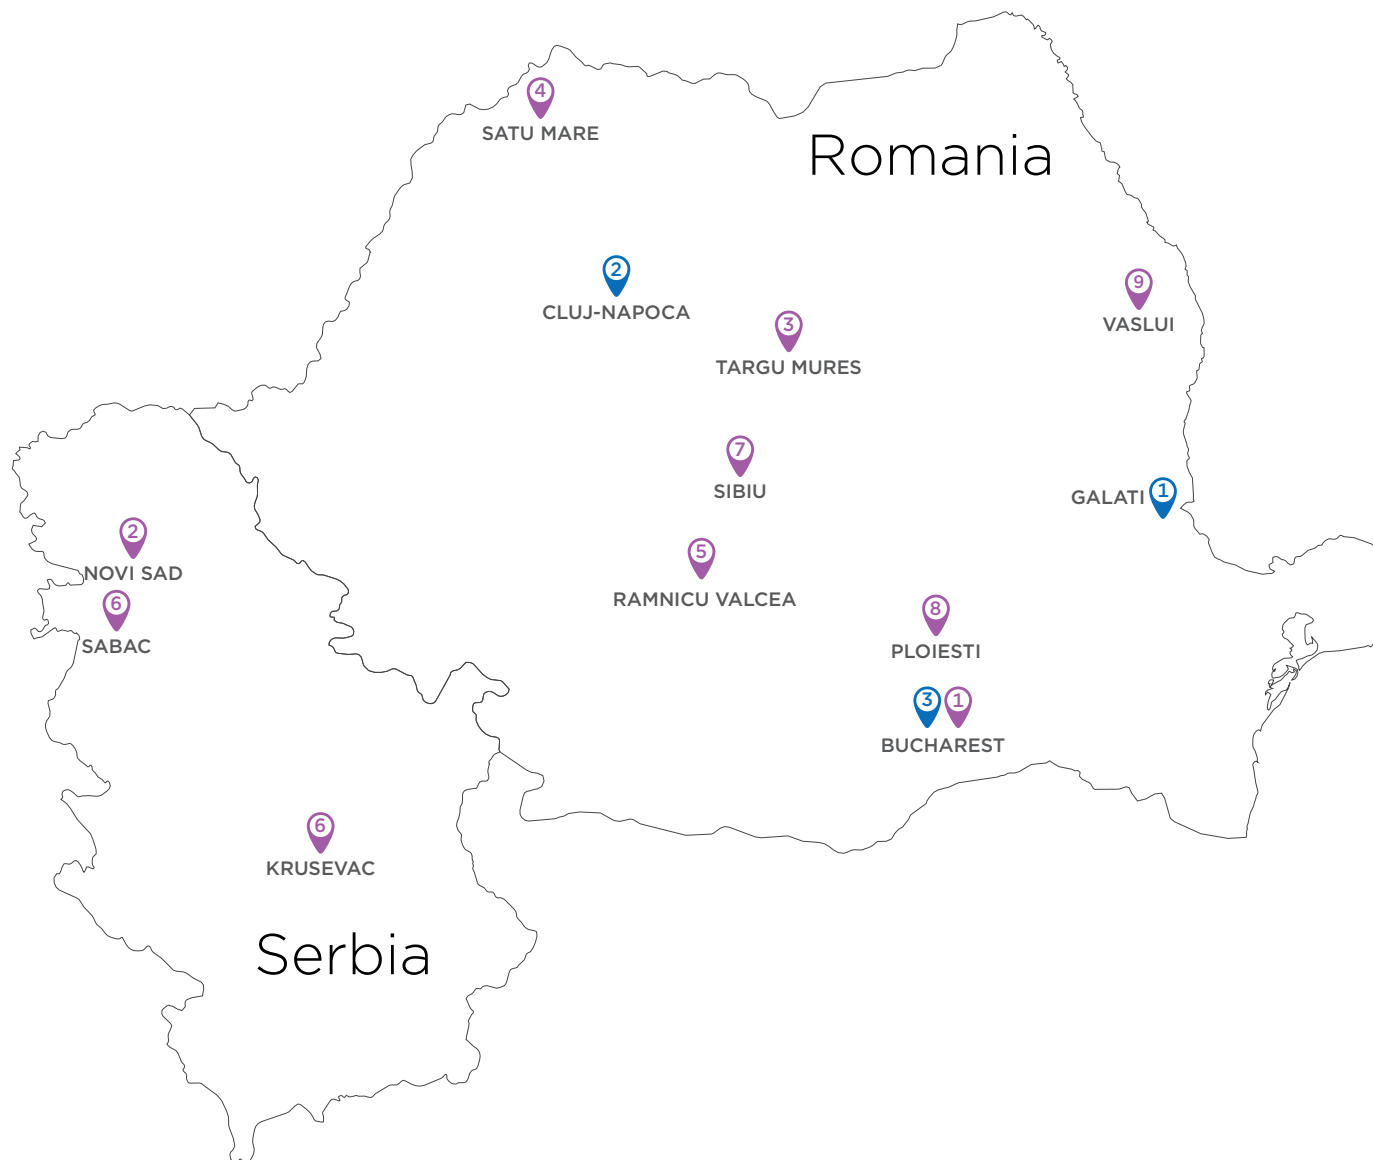 4
SATU MARE
Romania
2
CLUJ-NAPOCA
9
VASLUI
3
TARGU MURES
7
SIBIU
GALATI 1
2
NOVI SAD
5
RAMNICU VALCEA
6
SABAC
8
PLOIESTI
3 1
BUCHAREST
6
KRUSEVAC
Serbia